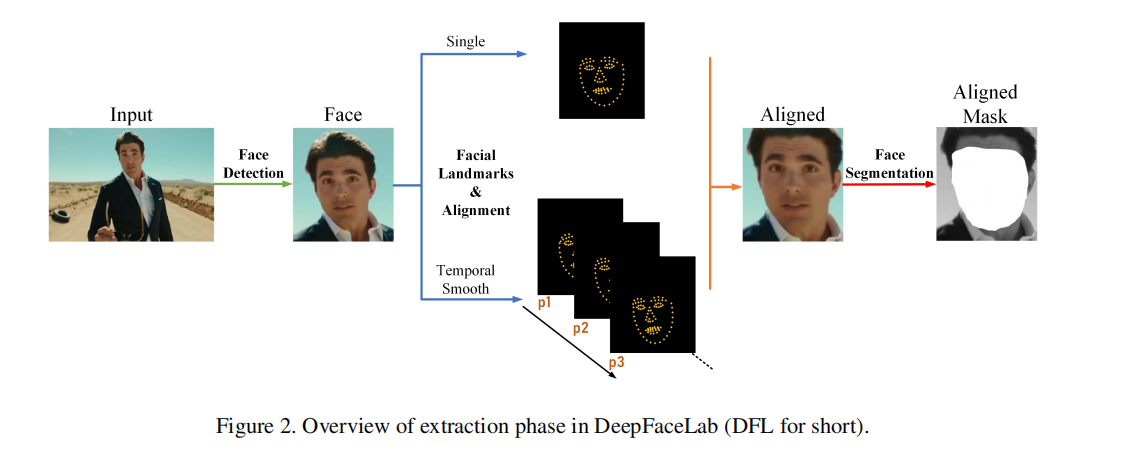 Input
Face
Detection
Face
Single
Facial
Landmarks
&
Alignment
Temporal
Smooth
p1
p2
p3
Aligned
Face
Segmentation
Aligned
Mask
Figure 2. Overview of extraction phase in DeepFaceLab (DFL for short).